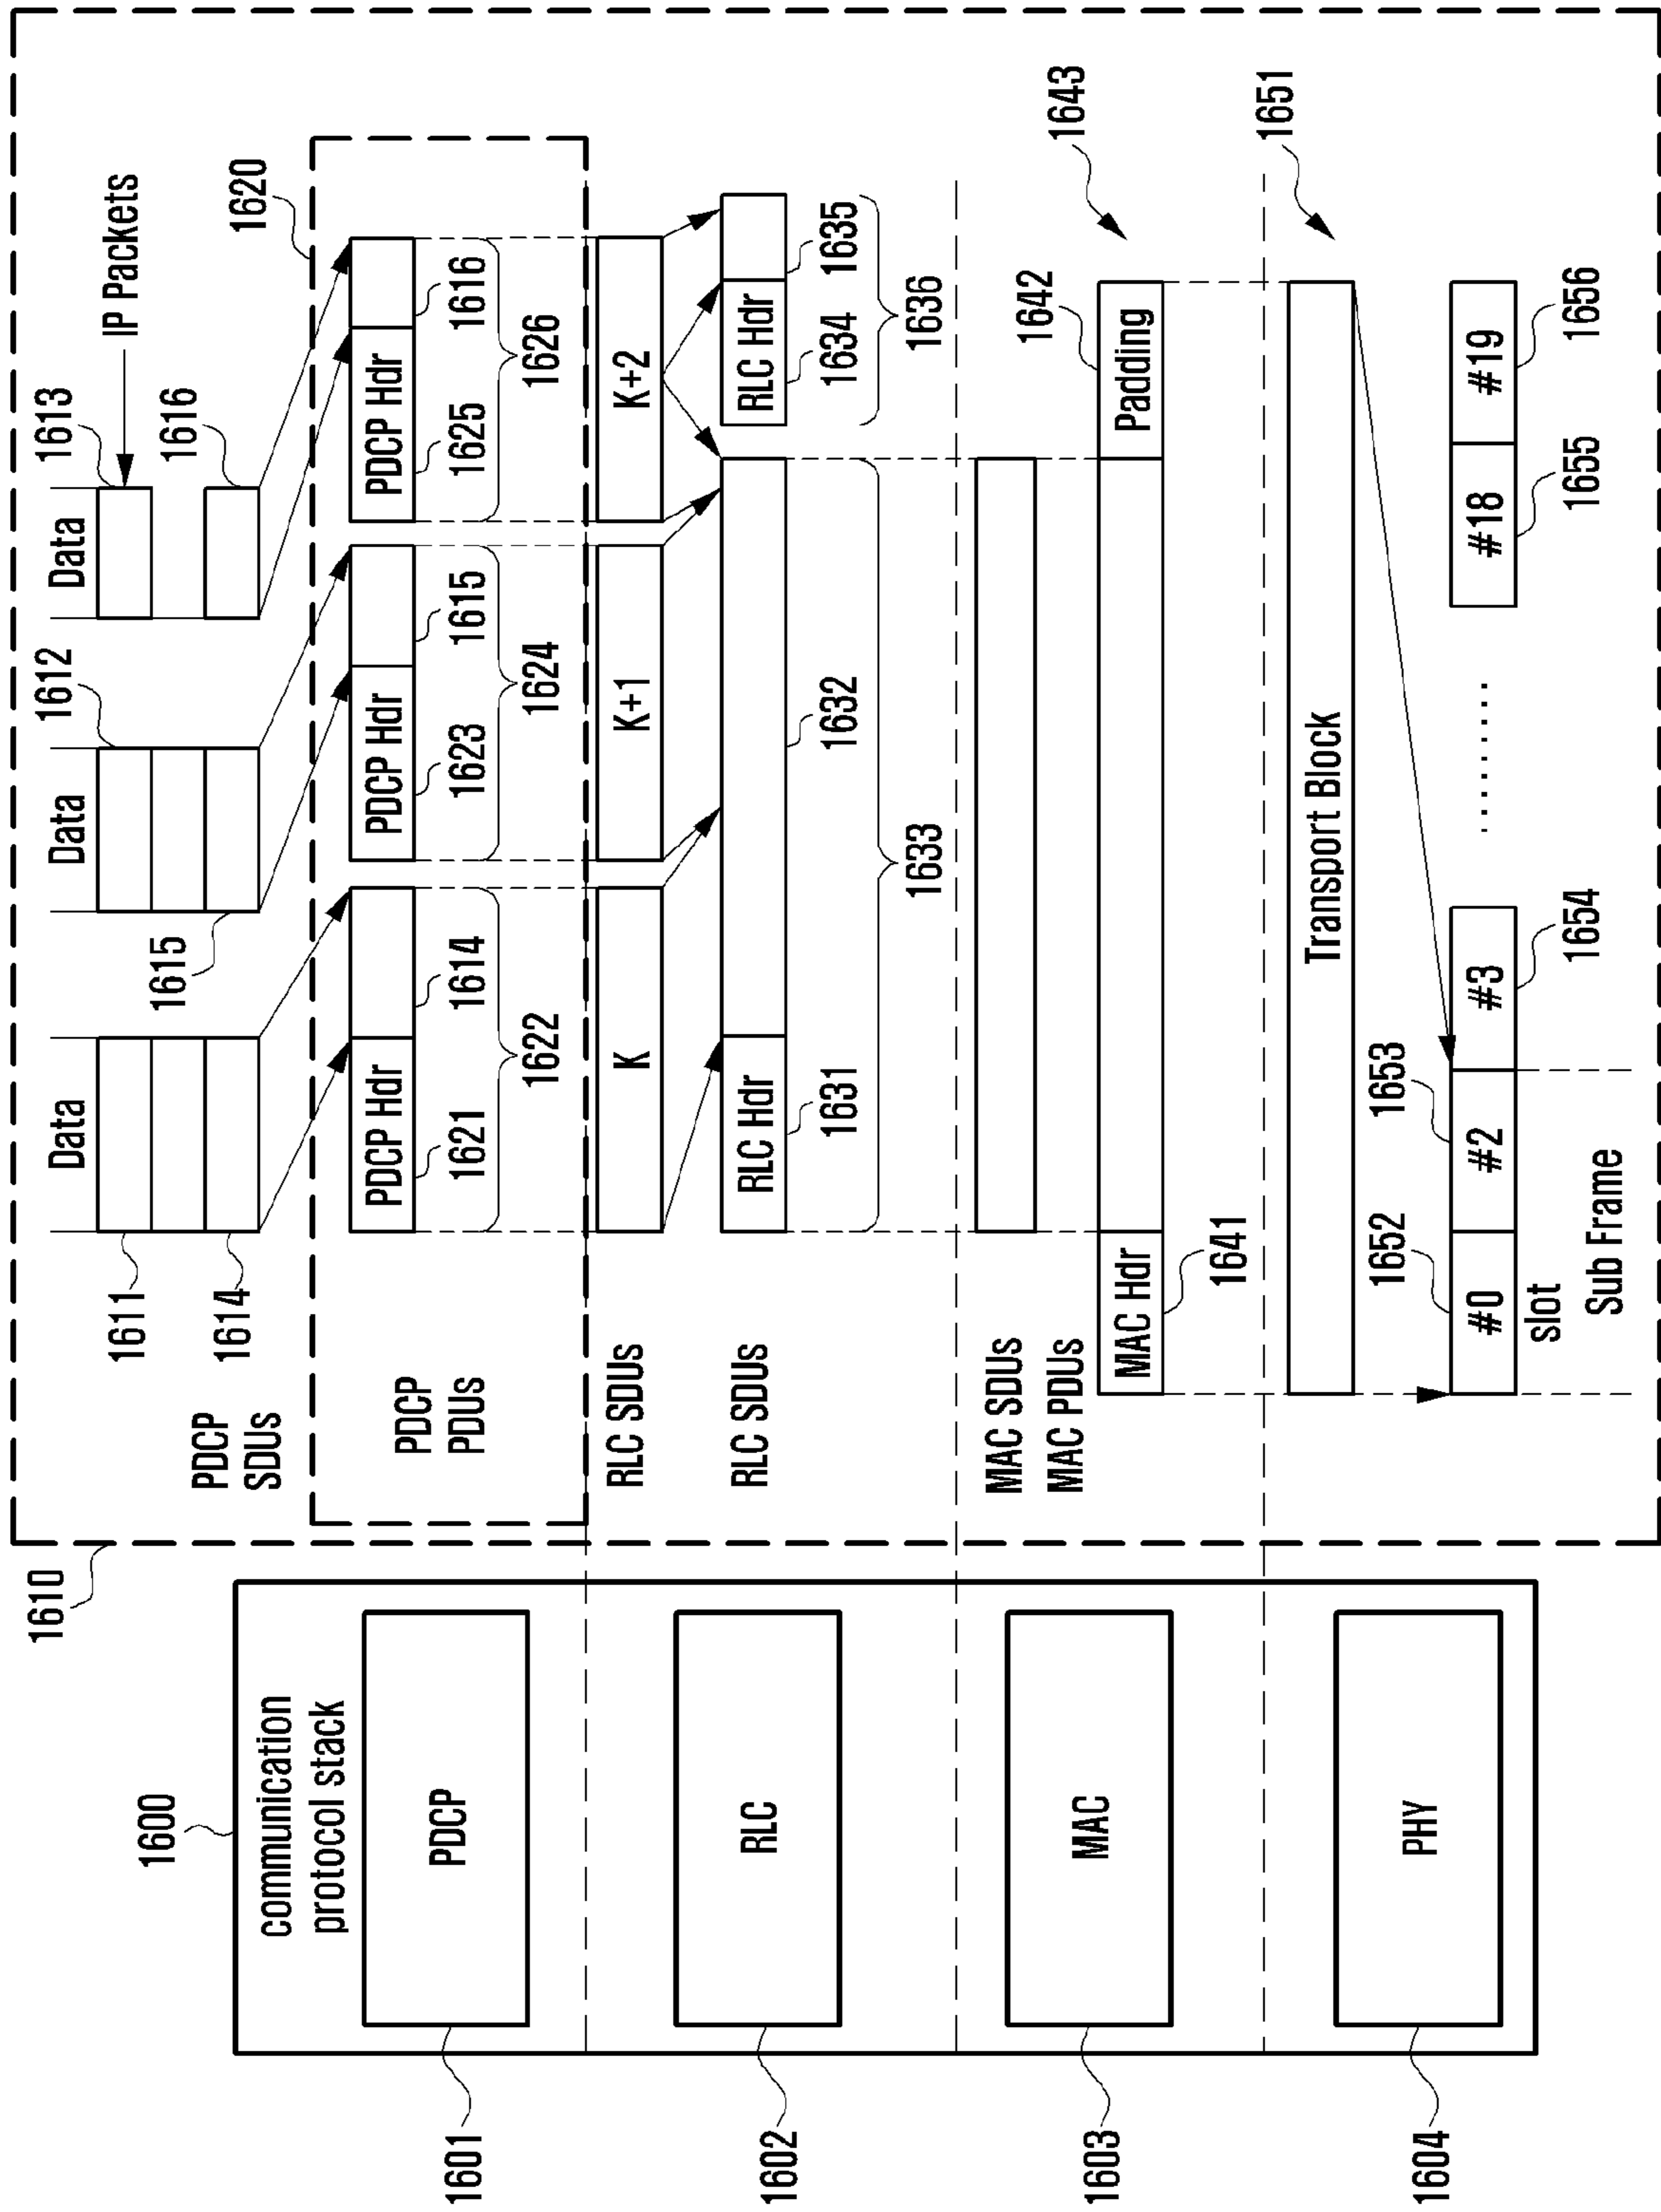 1600
communication
protocol stack
PDCP
1601
RLC
1602
MAC
1603
PHY
1604
1610
Data
Data
Data
1611
1612
1613
IP Packets
1614
1615
1616
PDCP
SDUs
1620
PDCP
PDUs
PDCP Hdr
PDCP Hdr
PDCP Hdr
1621
1614
1623
1615
1625
1616
1622
1624
1626
RLC SDUs
K
K+1
K+2
RLC SDUs
RLC Hdr
RLC Hdr
1631
1632
1634
1635
1633
1636
MAC SDUs
MAC PDUs
MAC Hdr
Padding
1641
1642
1643
Transport Block
1651
1652
1653
#0
#2
#3
........
#18
#19
1654
1655
1656
slot
Sub Frame